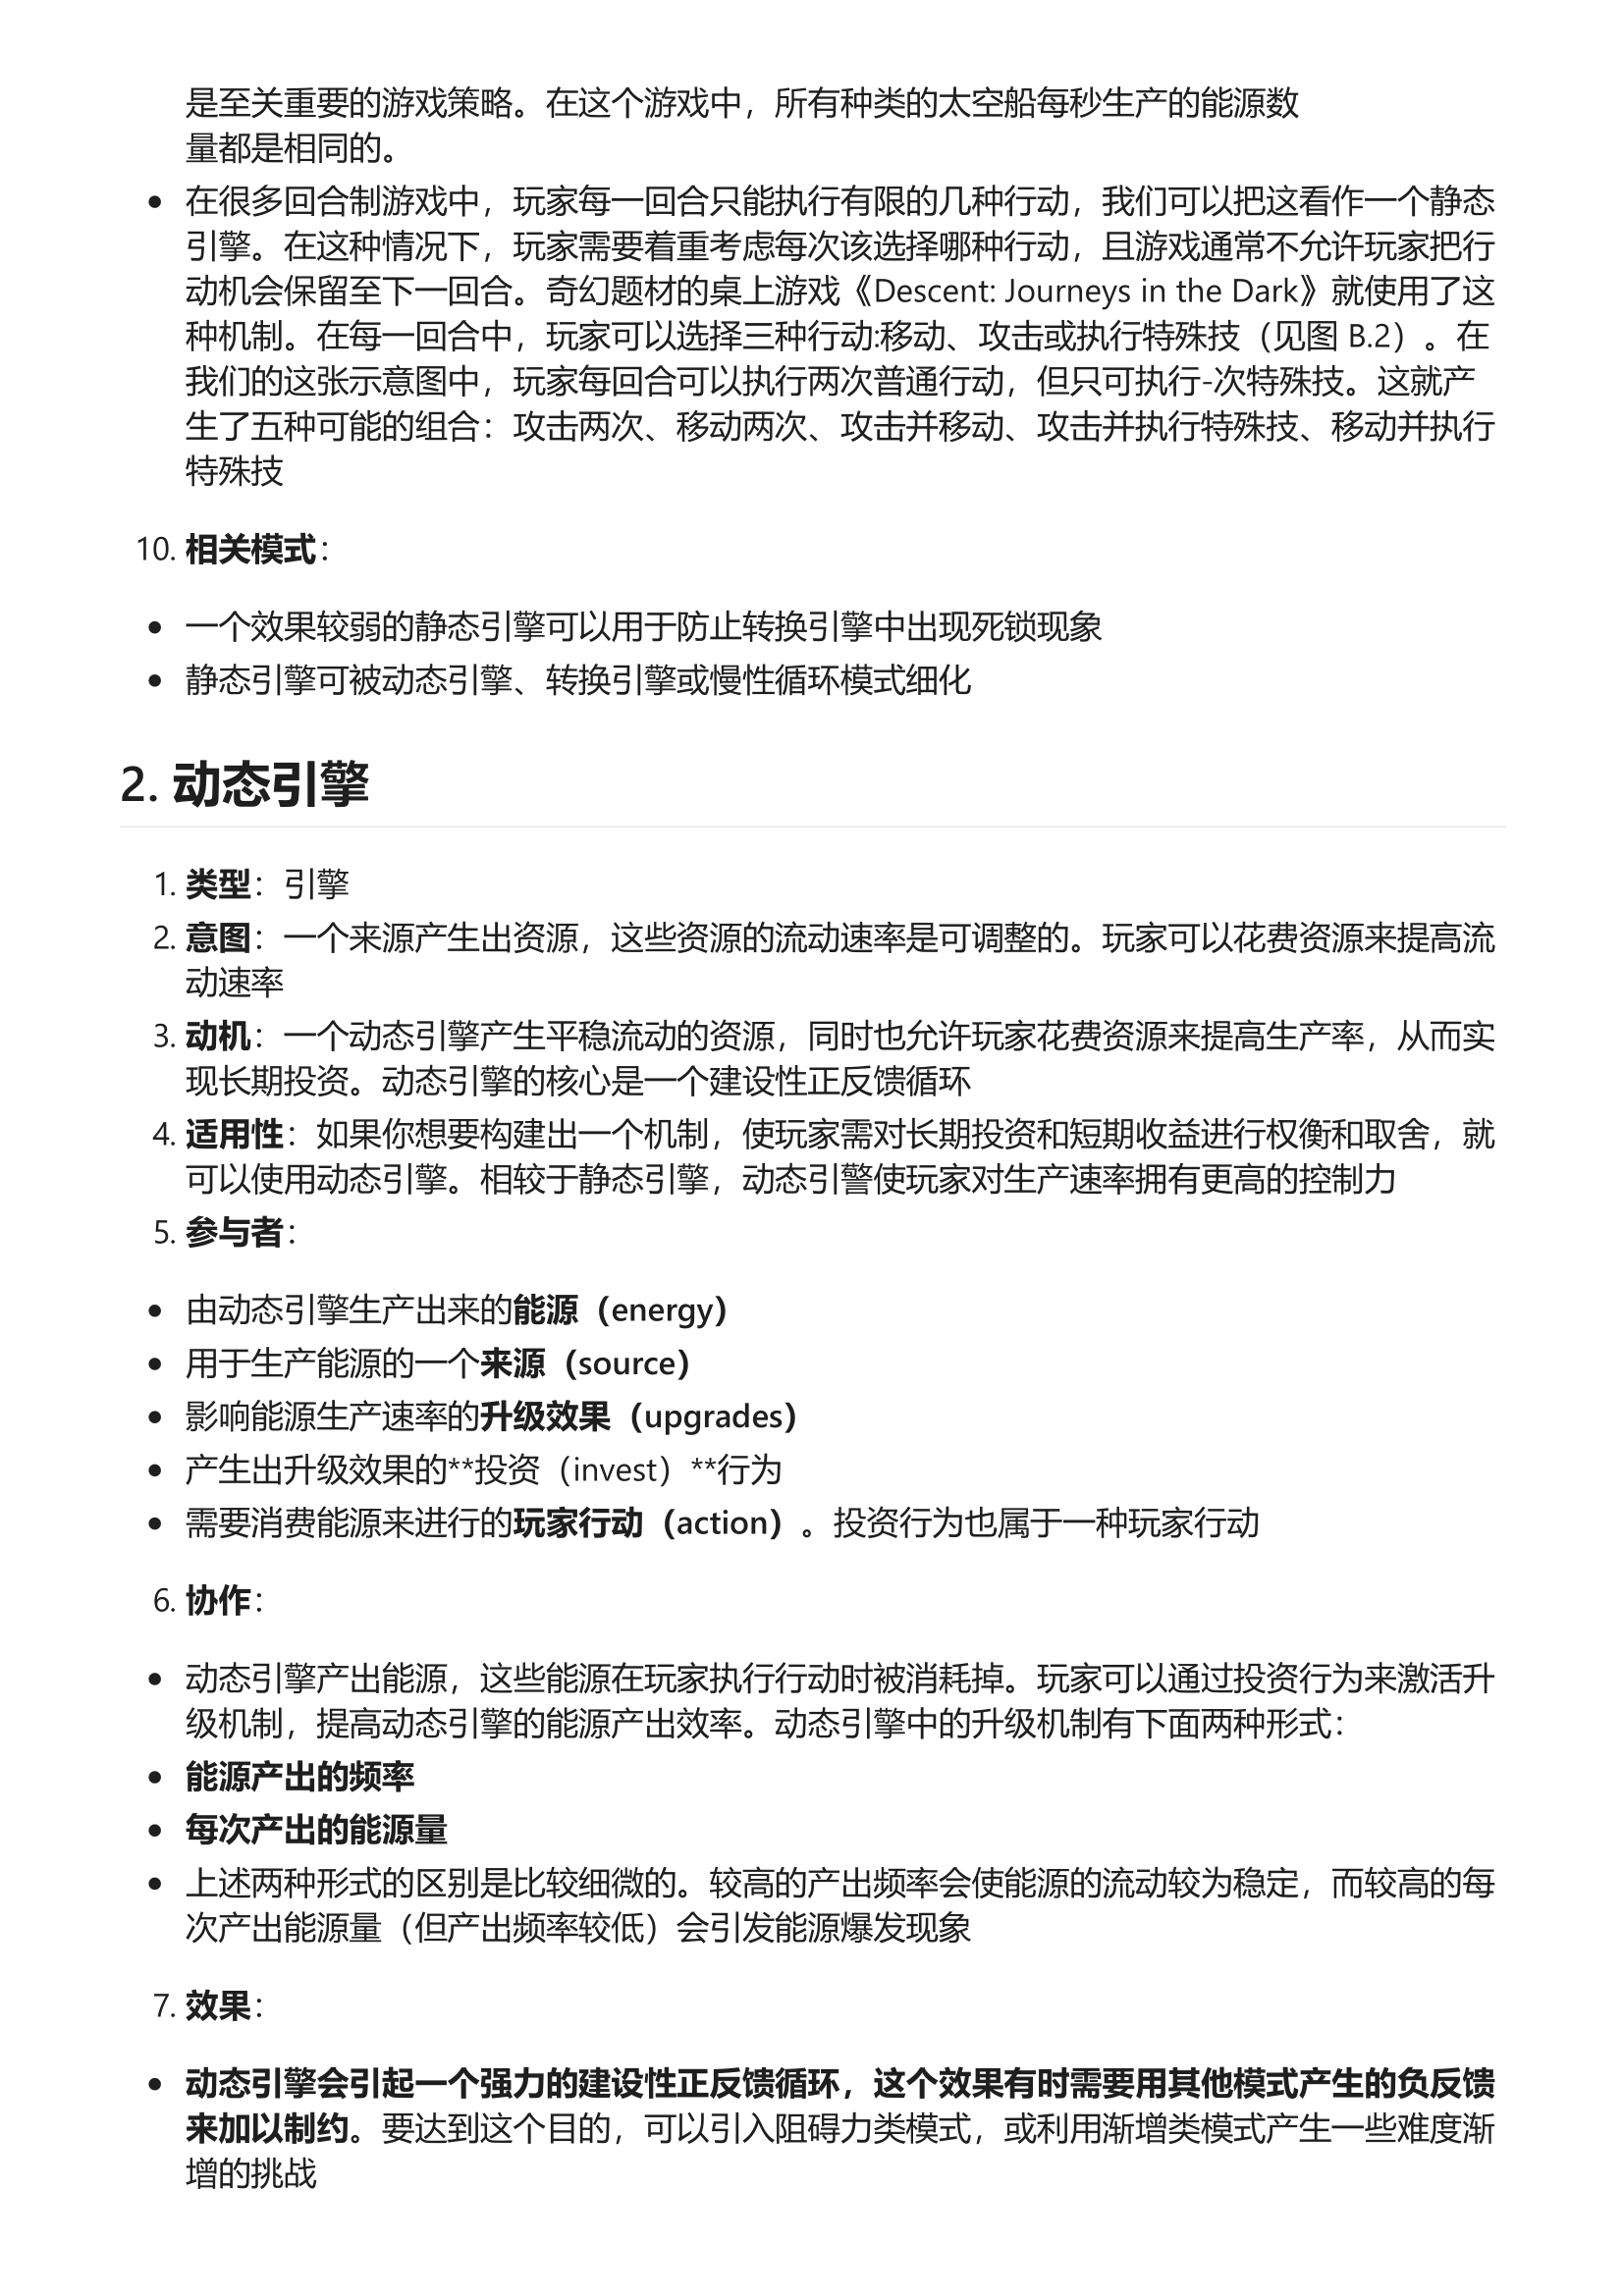 是至关重要的游戏策略。在这个游戏中，所有种类的太空船每秒生产的能源数
量都是相同的。
• 在很多回合制游戏中，玩家每一回合只能执行有限的几种行动，我们可以把这看作一个静态
引擎。在这种情况下，玩家需要着重考虑每次该选择哪种行动，且游戏通常不允许玩家把行
动机会保留至下一回合。奇幻题材的桌上游戏《Descent: Journeys in the Dark》就使用了这
种机制。在每一回合中，玩家可以选择三种行动:移动、攻击或执行特殊技（见图 B.2）。在
我们的这张示意图中，玩家每回合可以执行两次普通行动，但只可执行-次特殊技。这就产
生了五种可能的组合：攻击两次、移动两次、攻击并移动、攻击并执行特殊技、移动并执行
特殊技
10. 相关模式：
• 一个效果较弱的静态引擎可以用于防止转换引擎中出现死锁现象
• 静态引擎可被动态引擎、转换引擎或慢性循环模式细化
2. 动态引擎
1. 类型：引擎
2. 意图：一个来源产生出资源，这些资源的流动速率是可调整的。玩家可以花费资源来提高流
动速率
3. 动机：一个动态引擎产生平稳流动的资源，同时也允许玩家花费资源来提高生产率，从而实
现长期投资。动态引擎的核心是一个建设性正反馈循环
4. 适用性：如果你想要构建出一个机制，使玩家需对长期投资和短期收益进行权衡和取舍，就
可以使用动态引擎。相较于静态引擎，动态引警使玩家对生产速率拥有更高的控制力
5. 参与者：
• 由动态引擎生产出来的能源（energy）
• 用于生产能源的一个来源（source）
• 影响能源生产速率的升级效果（upgrades）
• 产生出升级效果的**投资（invest）**行为
• 需要消费能源来进行的玩家行动（action）。投资行为也属于一种玩家行动
6. 协作：
• 动态引擎产出能源，这些能源在玩家执行行动时被消耗掉。玩家可以通过投资行为来激活升
级机制，提高动态引擎的能源产出效率。动态引擎中的升级机制有下面两种形式：
• 能源产出的频率
• 每次产出的能源量
• 上述两种形式的区别是比较细微的。较高的产出频率会使能源的流动较为稳定，而较高的每
次产出能源量（但产出频率较低）会引发能源爆发现象
7. 效果：
• 动态引擎会引起一个强力的建设性正反馈循环，这个效果有时需要用其他模式产生的负反馈
来加以制约。要达到这个目的，可以引入阻碍力类模式，或利用渐增类模式产生一些难度渐
增的挑战